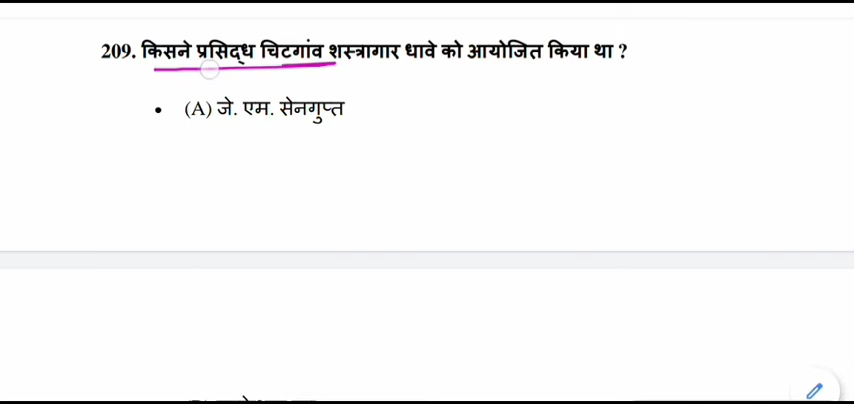 209. किसने प्रसिद्ध चिटगांव शस्त्रागार धावे को आयोजित किया था ?
• (A) जे. एम. सेनगुप्त